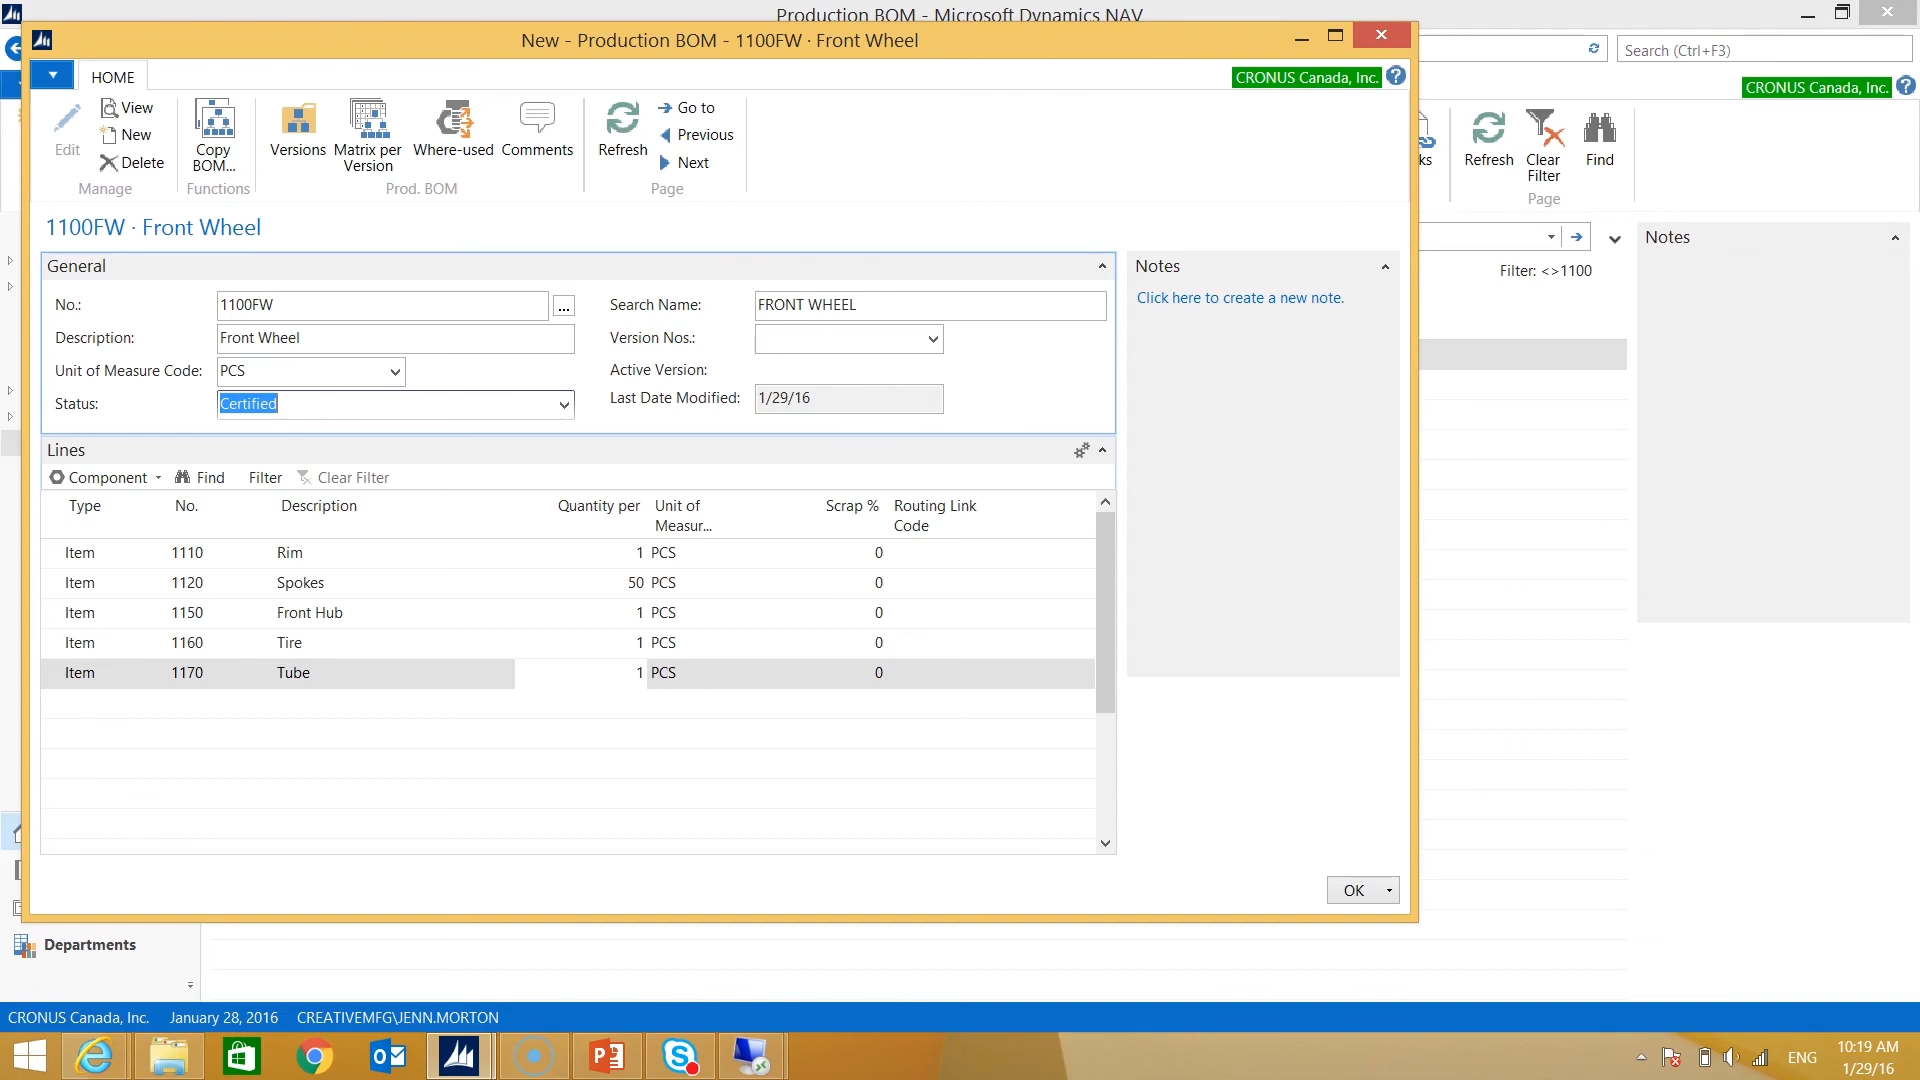 Production BOM - Microsoft Dynamics NAV
New - Production BOM - 1100FW · Front Wheel
Search (Ctrl+F3)
HOME
CRONUS Canada, Inc.
CRONUS Canada, Inc.
Edit
View
New
Delete
Manage
Copy BOM...
Functions
Versions
Matrix per Version
Where-used
Comments
Prod. BOM
Refresh
Go to
Previous
Next
Page
ks
Refresh
Clear Filter
Find
Page
1100FW · Front Wheel
General
No.: 1100FW
...
Description: Front Wheel
Unit of Measure Code: PCS
Status: Certified
Search Name: FRONT WHEEL
Version Nos.:
Active Version:
Last Date Modified: 1/29/16
Notes
Click here to create a new note.
Notes
Filter: <>1100
Lines
Component Find Filter Clear Filter
Type No. Description Quantity per Unit of Measur... Scrap % Routing Link Code
Item 1110 Rim 1 PCS 0
Item 1120 Spokes 50 PCS 0
Item 1150 Front Hub 1 PCS 0
Item 1160 Tire 1 PCS 0
Item 1170 Tube 1 PCS 0
OK
Departments
CRONUS Canada, Inc. January 28, 2016 CREATIVEMFG\JENN.MORTON
ENG
10:19 AM
1/29/16